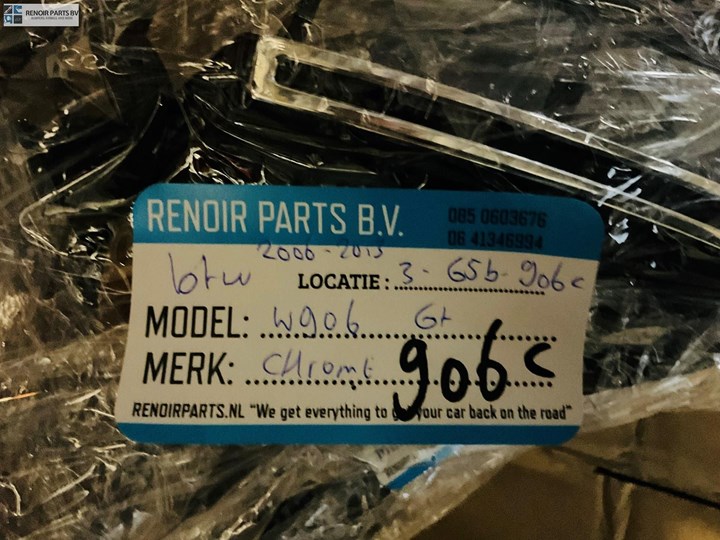 RENOIR PARTS BV
RENOIR PARTS B.V.
085 0603676
06 41346994
2006-2013
btw
LOCATIE: 3-65b-906c
MODEL: W906 Gt
MERK: CHrome 906c
RENOIRPARTS.NL "We get everything to your car back on the road"